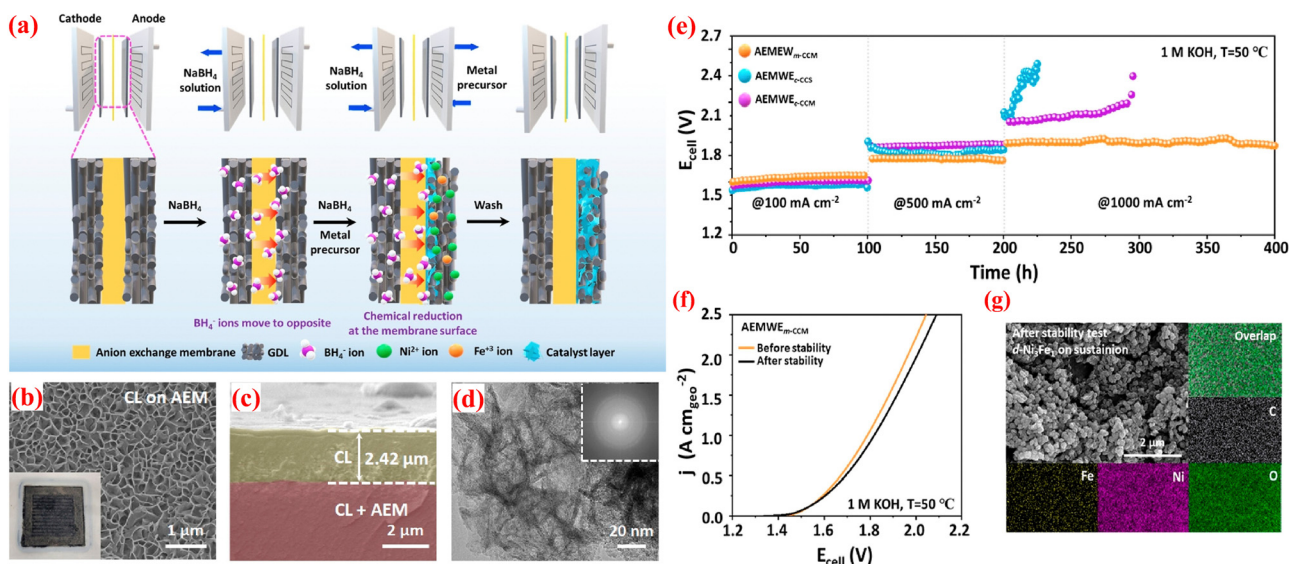 (a)
Cathode
Anode
NaBH4
solution
NaBH4
solution
Metal
precursor
NaBH4
NaBH4
Metal
precursor
Wash
BH4- ions move to opposite
Chemical reduction
at the membrane surface
Anion exchange membrane
GDL
BH4- ion
Ni2+ ion
Fe+3 ion
Catalyst layer
(b)
CL on AEM
1 μm
(c)
CL
2.42 μm
CL + AEM
2 μm
(d)
20 nm
(e)
Ecell (V)
2.7
2.4
2.1
1.8
1.5
1.2
AEMEWm-CCM
AEMWEc-CCS
AEMWEc-CCM
1 M KOH, T=50 °C
@100 mA cm-2
@500 mA cm-2
@1000 mA cm-2
0 50 100 150 200 250 300 350 400
Time (h)
(f)
j (A cmgeo-2)
2.5
2.0
1.5
1.0
0.5
0.0
AEMWEm-CCM
Before stability
After stability
1 M KOH, T=50 °C
1.2 1.4 1.6 1.8 2.0 2.2
Ecell (V)
(g)
After stability test
on sustainion
2 μm
Overlap
C
Fe
Ni
O